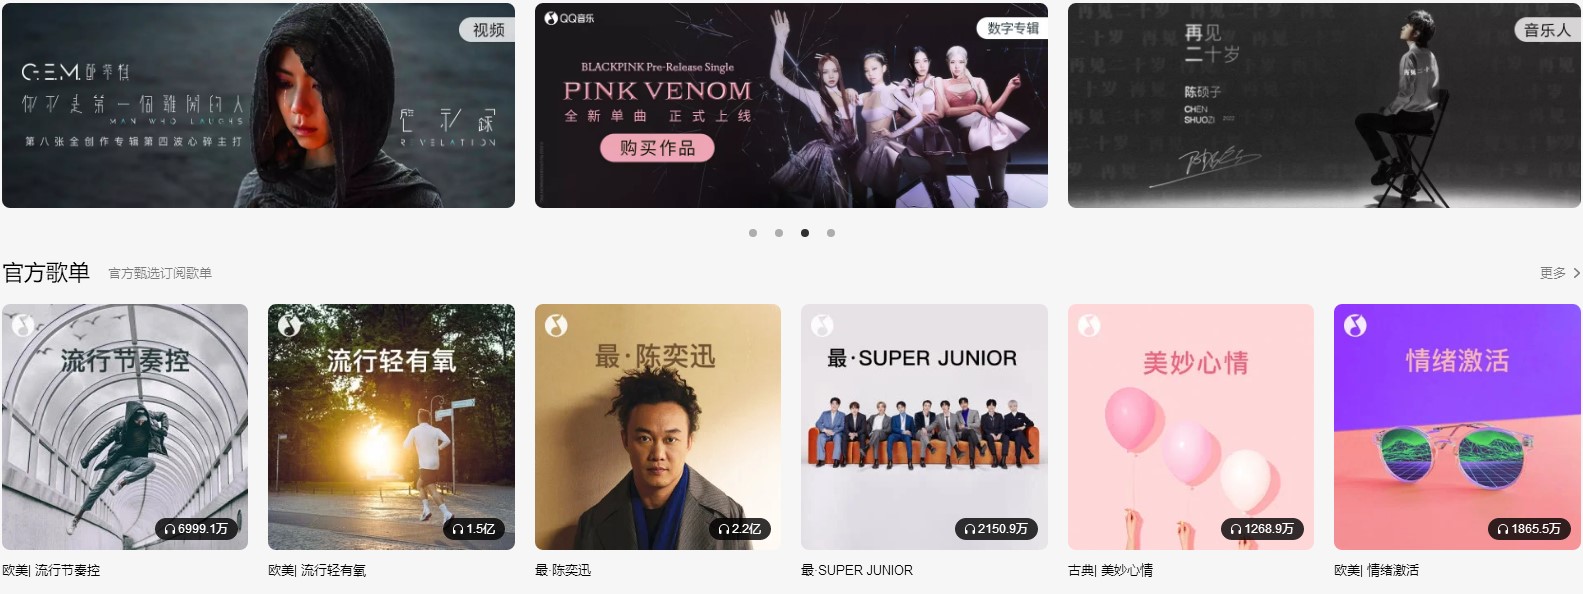 视频
G.E.M.鄧紫棋
你不是第一個離開的人
MAN WHO LAUGHS
第八张全创作专辑第四波心碎主打
启示录
REVELATION
QQ音乐
数字专辑
BLACKPINK Pre-Release Single
PINK VENOM
全新单曲 正式上线
购买作品
音乐人
再见
二十岁
陈硕子
CHEN
SHUOZI
官方歌单 官方甄选订阅歌单
更多
流行节奏控
6999.1万
欧美| 流行节奏控
流行轻有氧
1.5亿
欧美| 流行轻有氧
最·陈奕迅
2.2亿
最·陈奕迅
最·SUPER JUNIOR
2150.9万
最·SUPER JUNIOR
美妙心情
1268.9万
古典| 美妙心情
情绪激活
1865.5万
欧美| 情绪激活